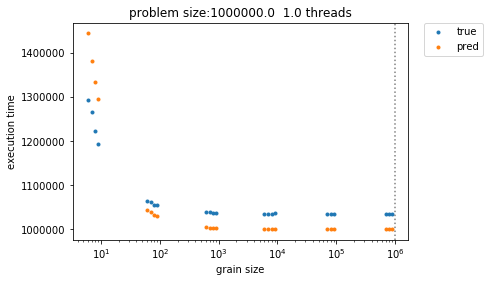 problem size:1000000.0  1.0 threads
true
pred
execution time
1400000
1300000
1200000
1100000
1000000
10¹
10²
10³
10⁴
10⁵
10⁶
grain size